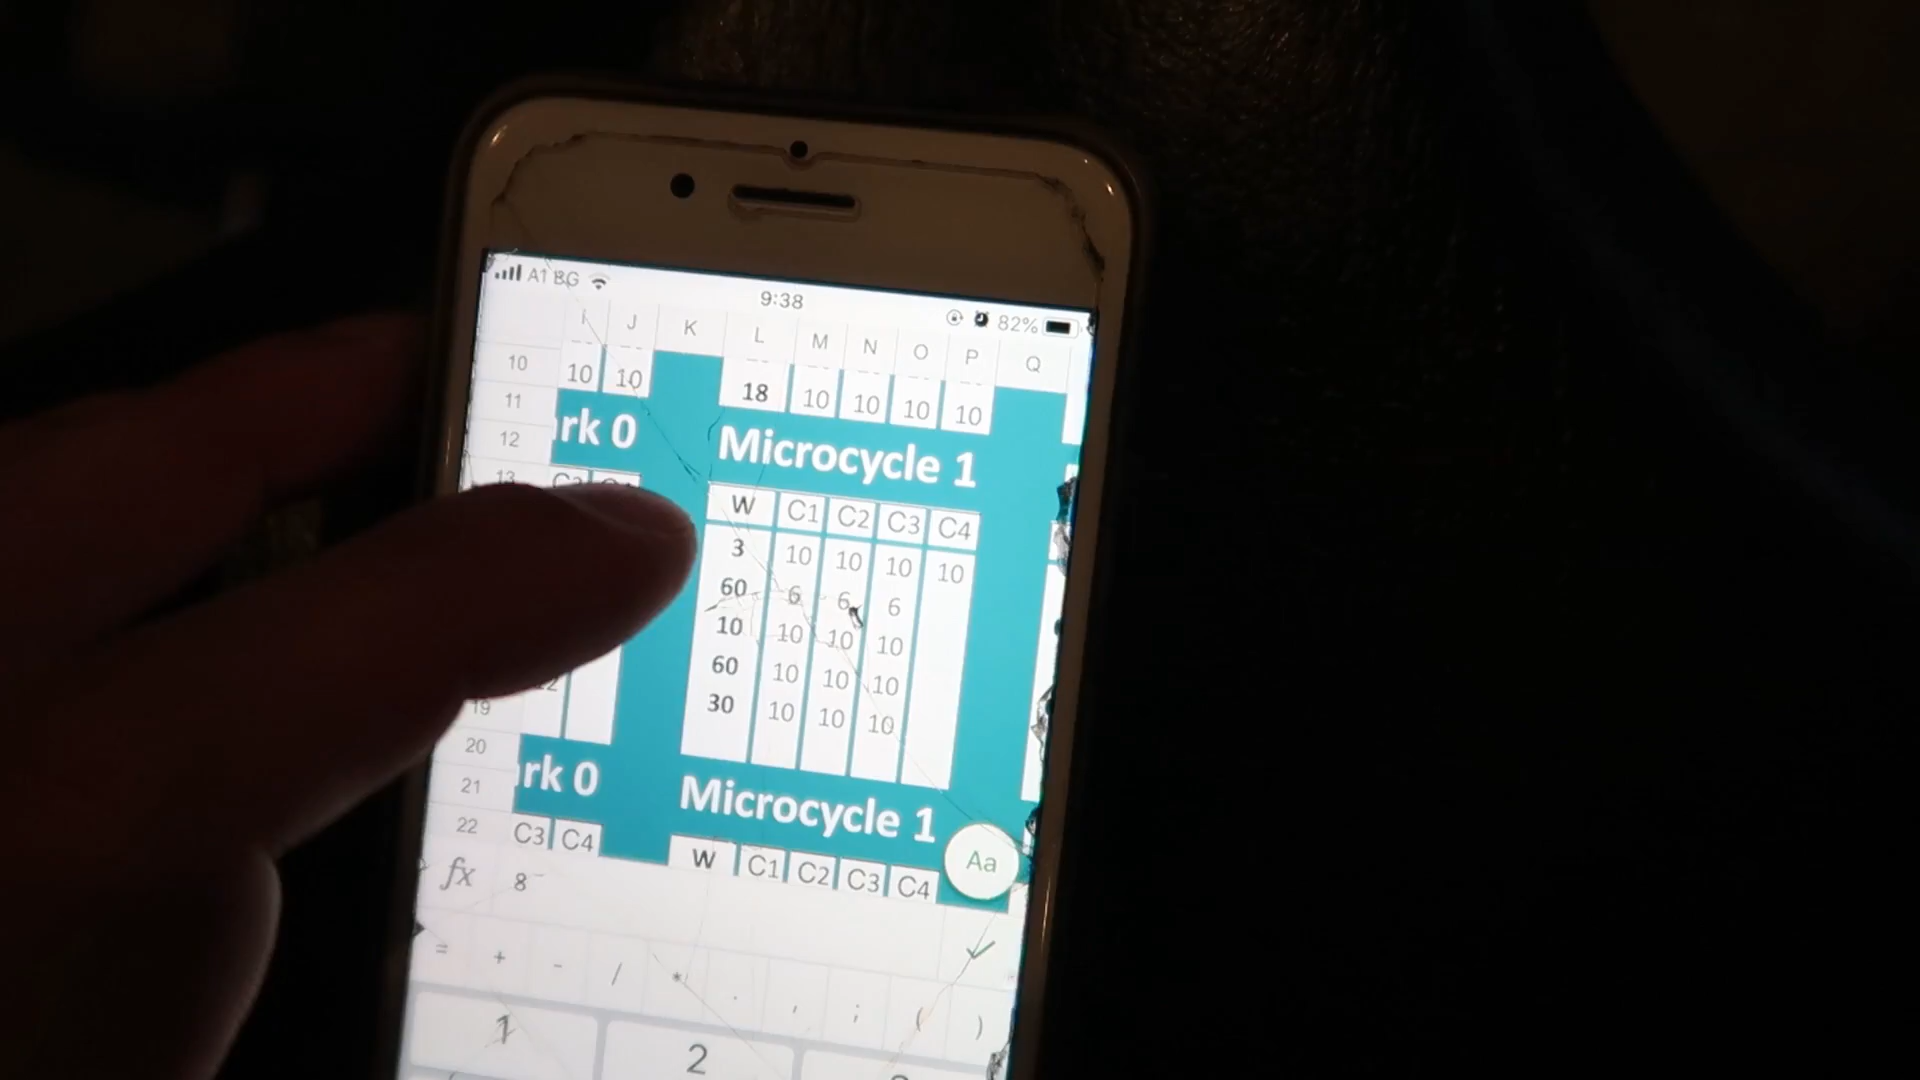 A1 BG 9:38 82%
I J K L M N O P Q
10 10 10 18 10 10 10 10
11
12 rk 0 Microcycle 1
13
W C1 C2 C3 C4
3 10 10 10 10
60 6 6 6
10 10 10 10
60 10 10 10
30 10 10 10
19
20
21 rk 0 Microcycle 1
22 C3 C4 W C1 C2 C3 C4
Aa
fx 8
= + - / * . , ; ( )
1 2